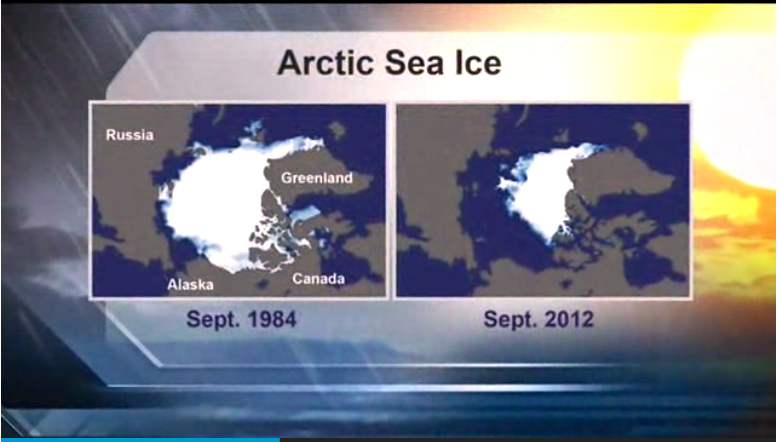 Arctic Sea Ice
Russia
Greenland
Alaska
Canada
Sept. 1984
Sept. 2012